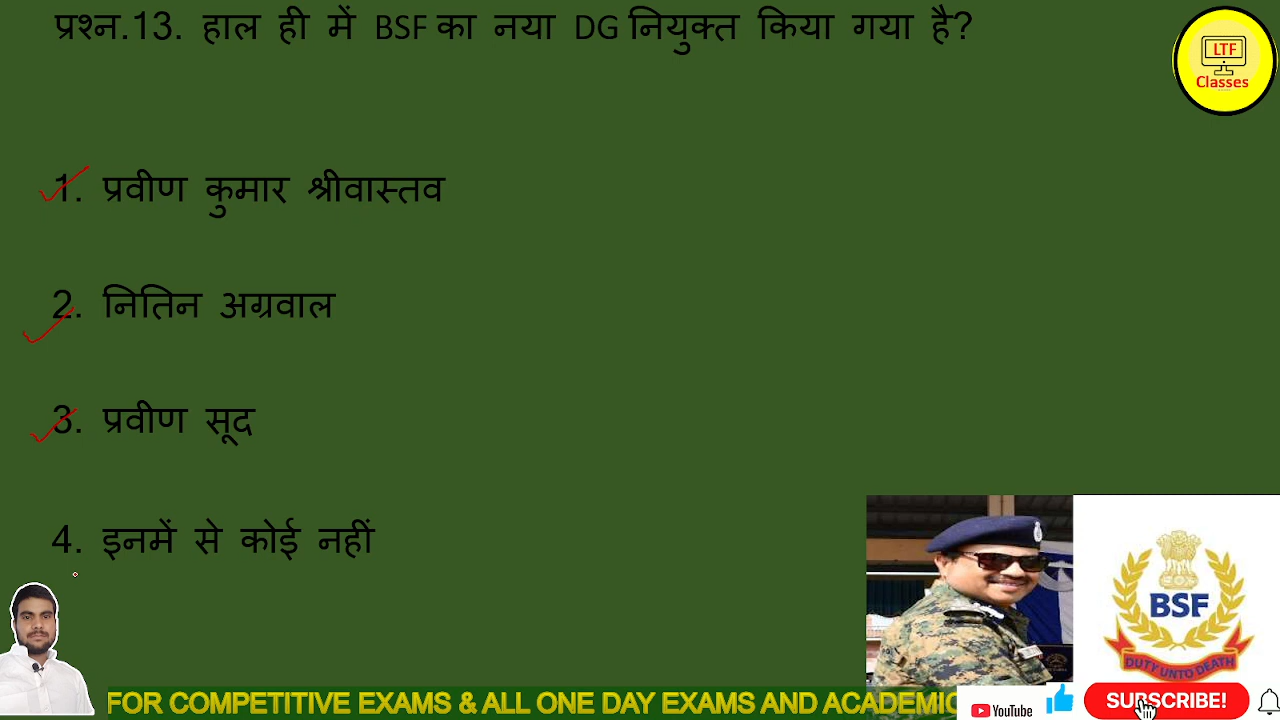 प्रश्न.13. हाल ही में BSF का नया DG नियुक्त किया गया है?
LTF
Classes
1. प्रवीण कुमार श्रीवास्तव
2. नितिन अग्रवाल
3. प्रवीण सूद
4. इनमें से कोई नहीं
BSF
DUTY UNTO DEATH
FOR COMPETITIVE EXAMS & ALL ONE DAY EXAMS AND ACADEMIC
YouTube
SUBSCRIBE!